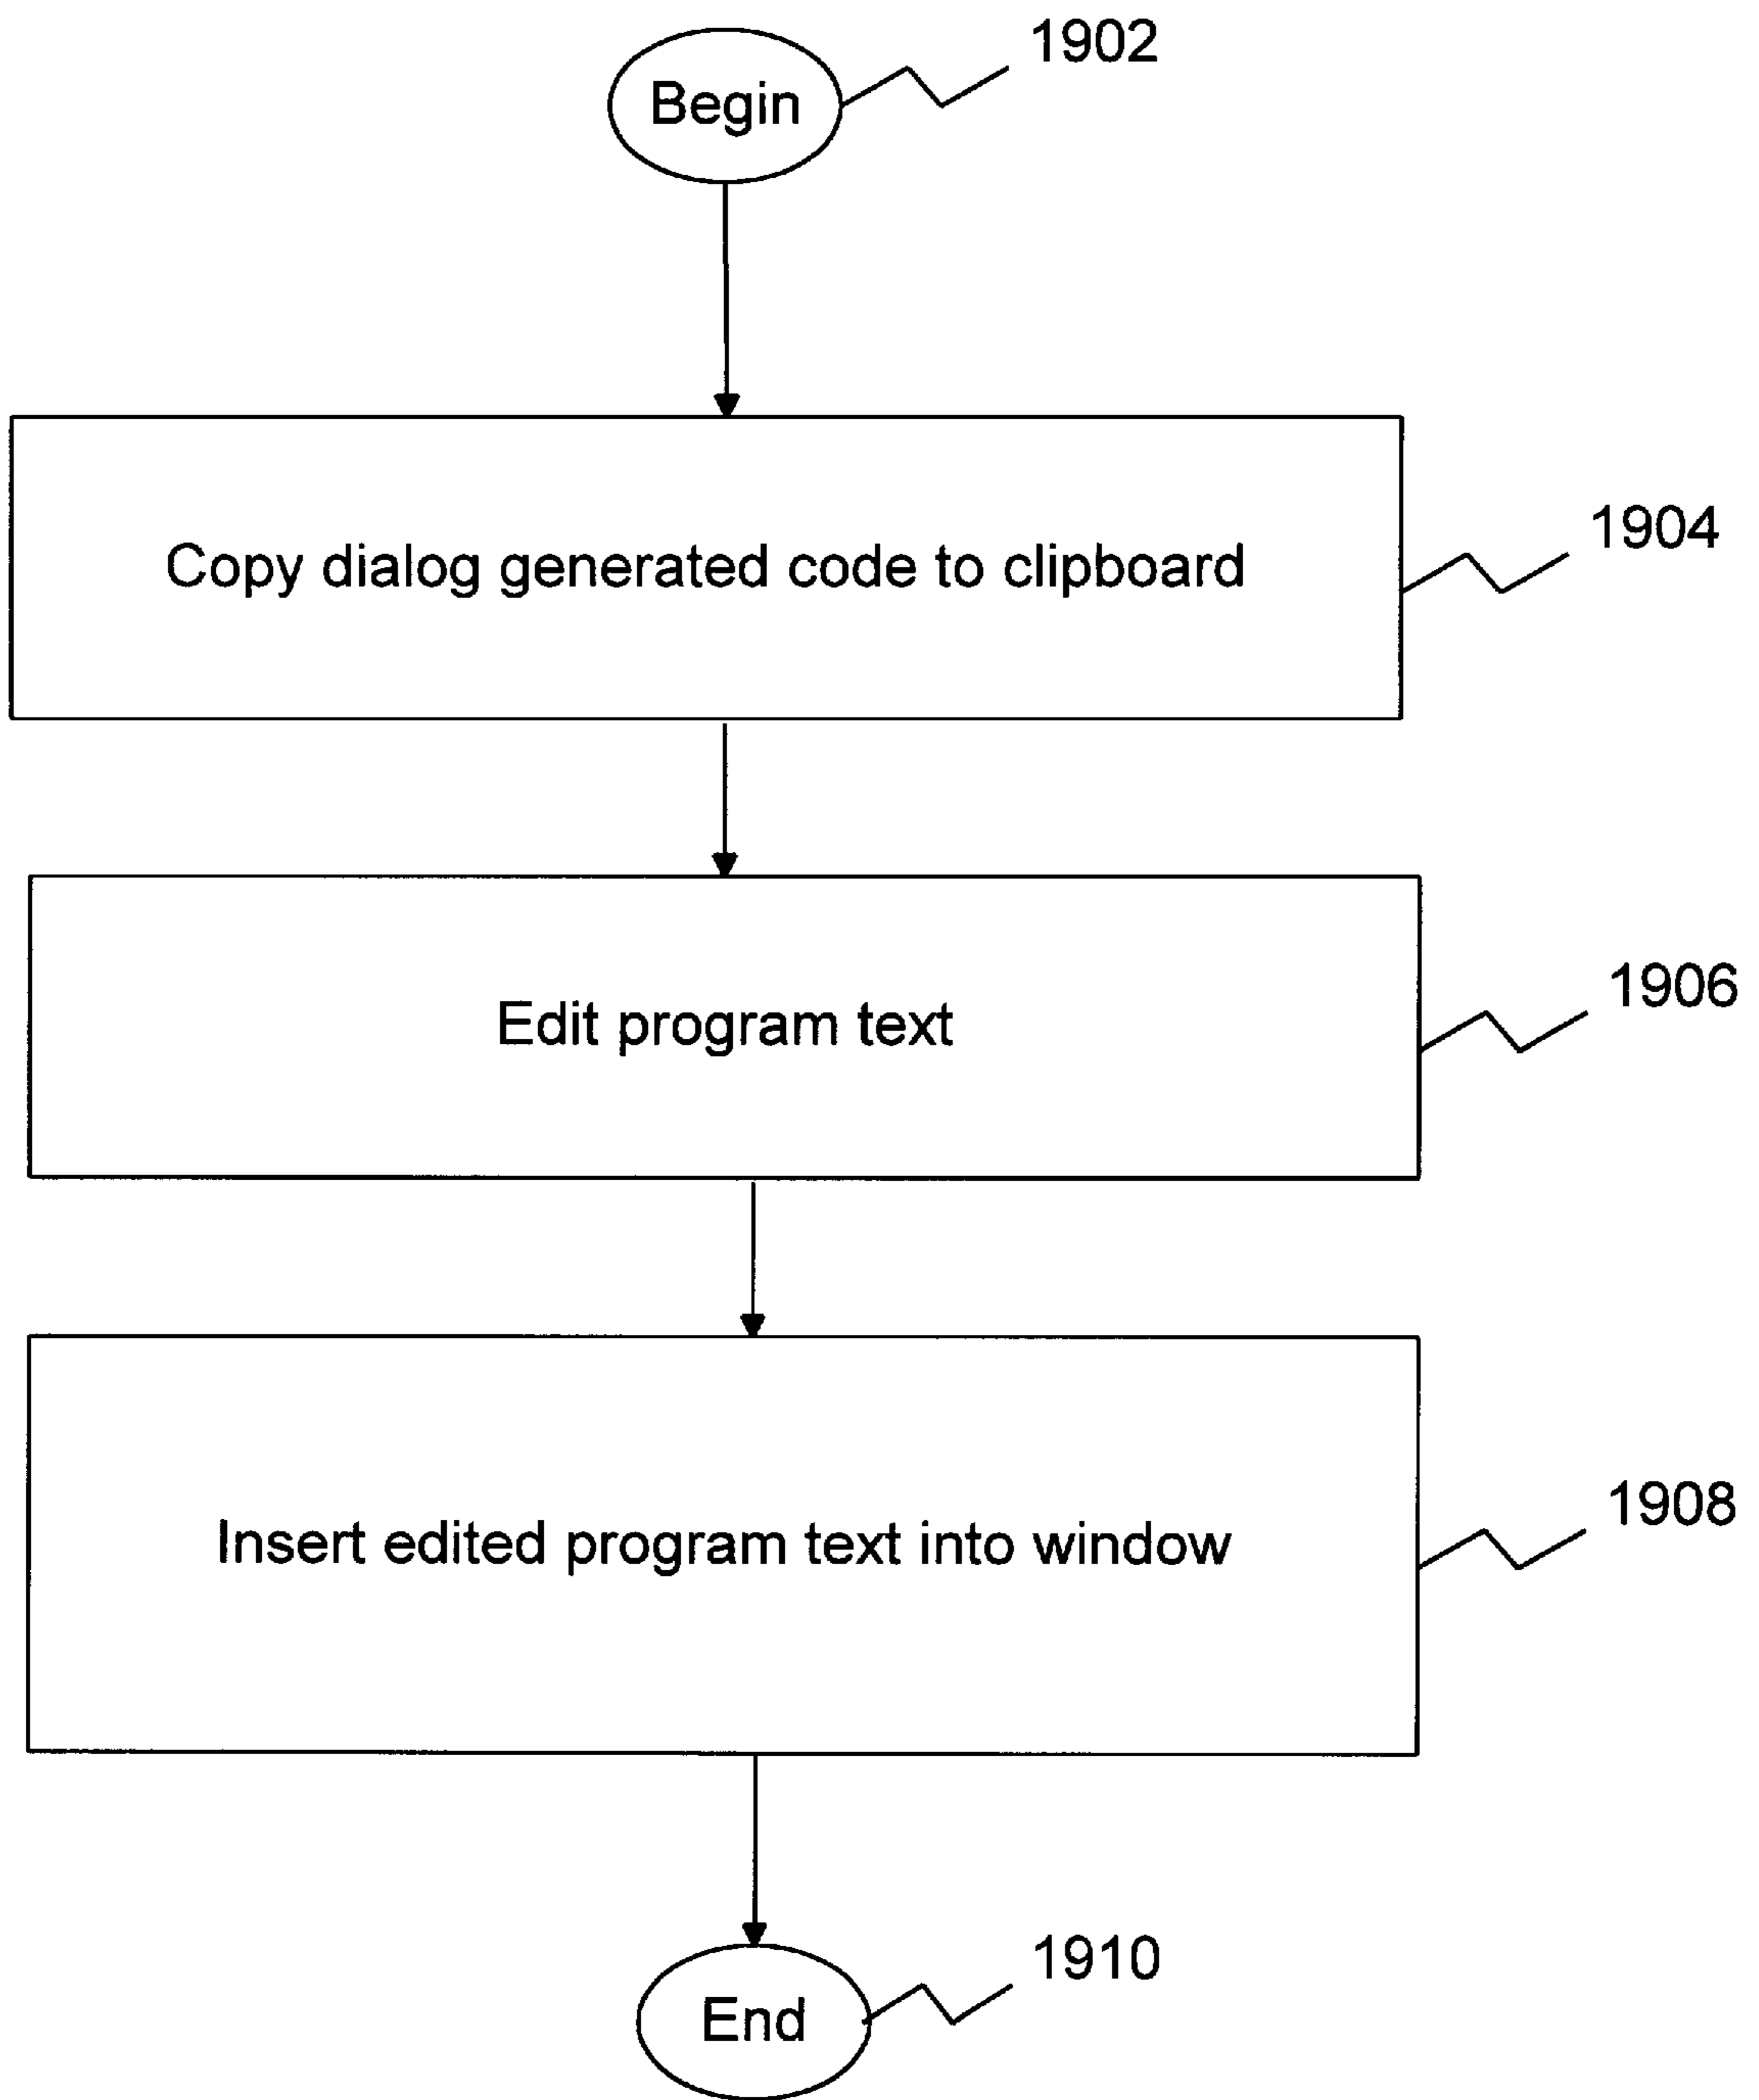 1902
Begin
1904
Copy dialog generated code to clipboard
1906
Edit program text
1908
Insert edited program text into window
1910
End